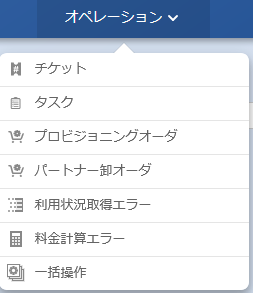 オペレーション
チケット
タスク
プロビジョニングオーダ
パートナー卸オーダ
利用状況取得エラー
料金計算エラー
一括操作